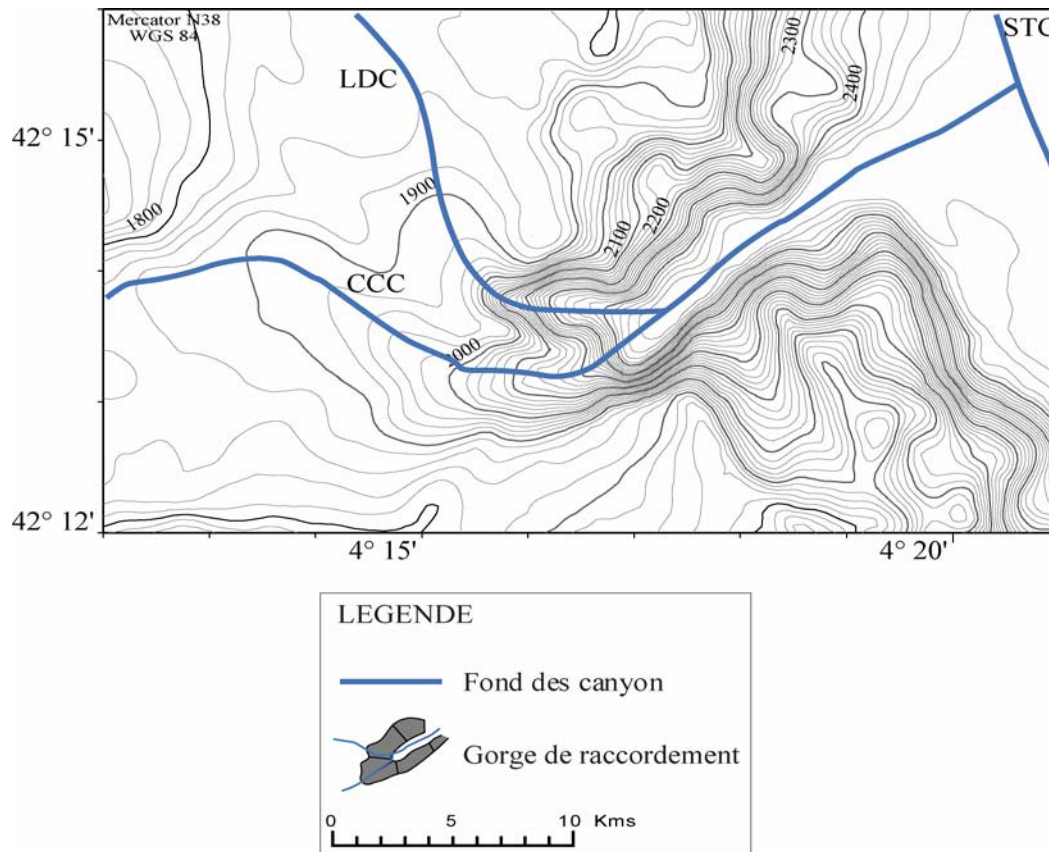 Mercator N38
WGS 84
STC
LDC
2300
2400
42° 15'
1900
1800
2200
2100
CCC
2000
42° 12'
4° 15'
4° 20'
LEGENDE
Fond des canyon
Gorge de raccordement
0 5 10 Kms